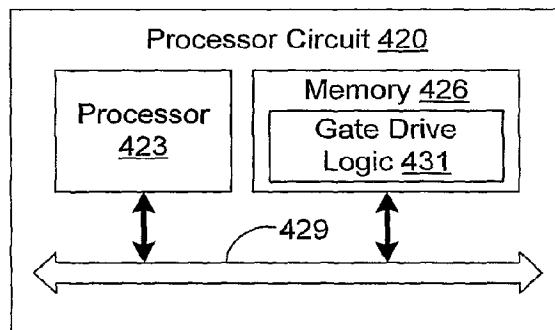 Processor Circuit 420
Processor
423
Memory 426
Gate Drive
Logic 431
429